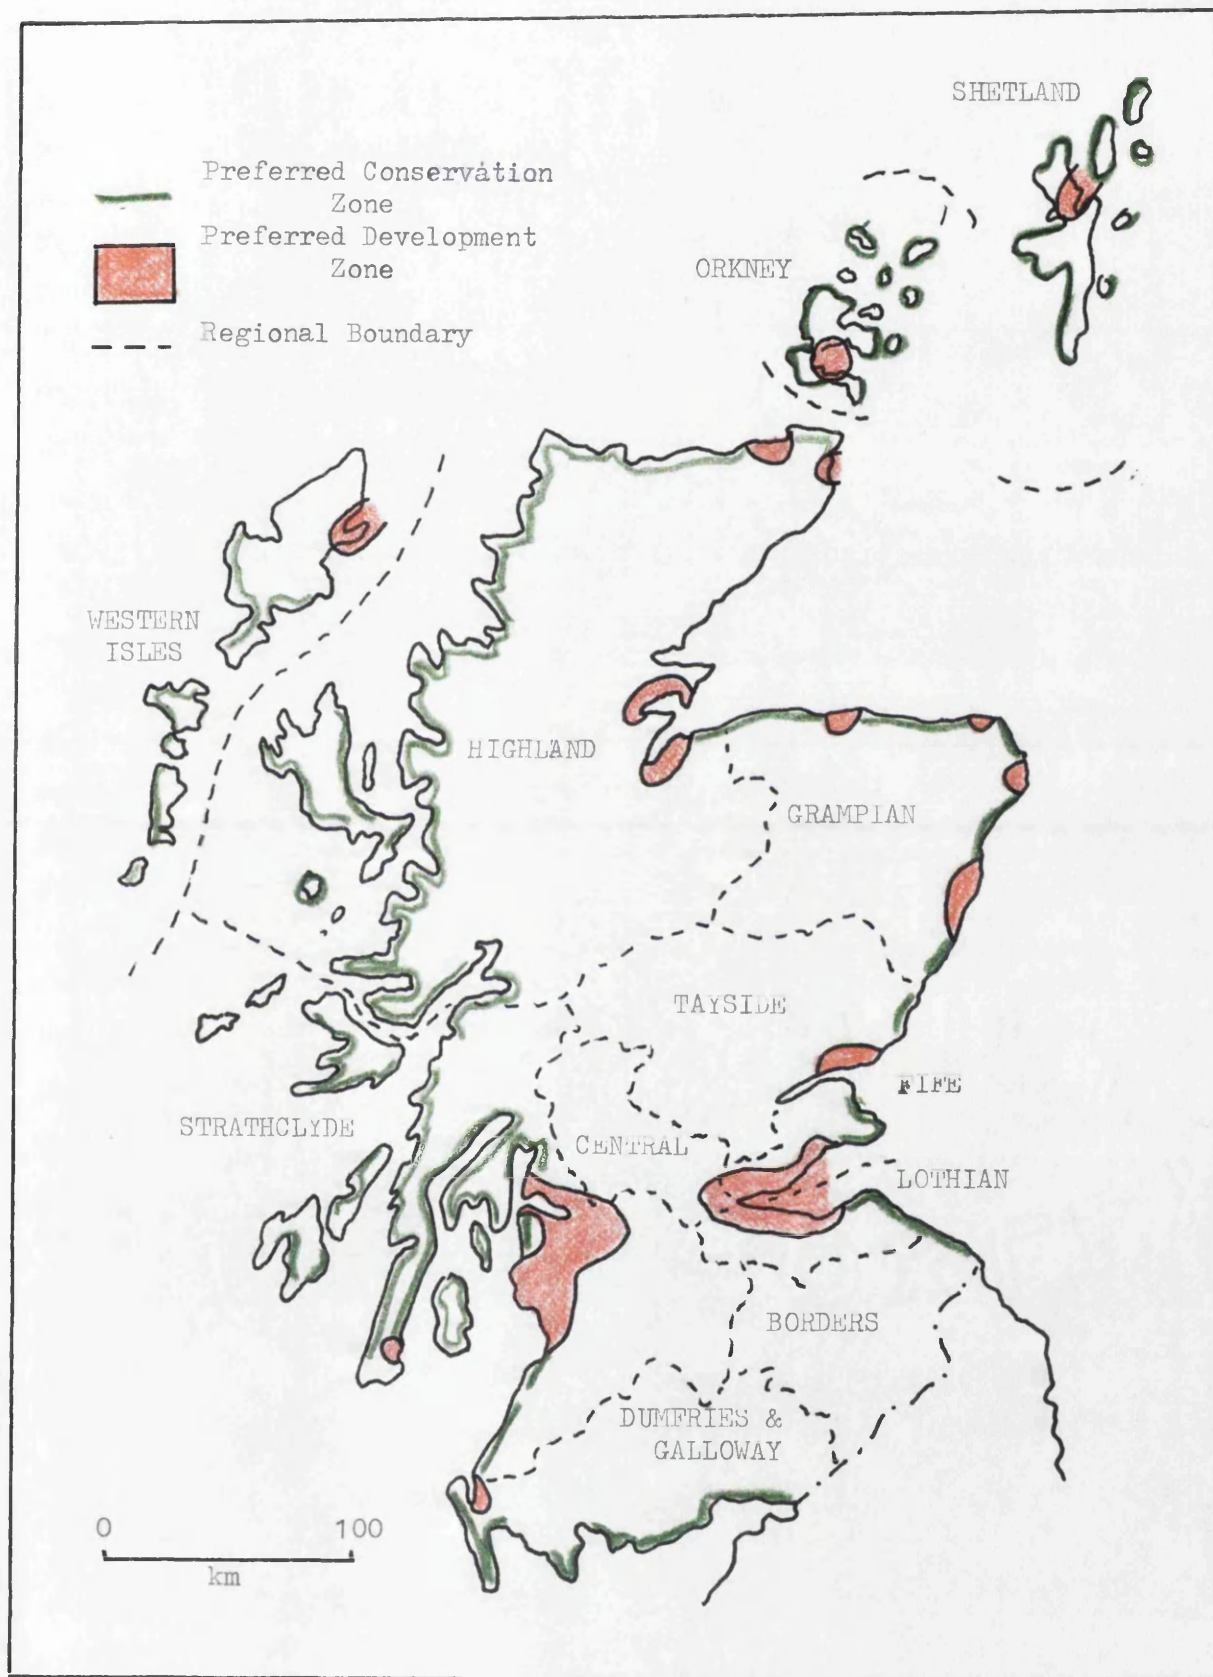 SHETLAND
Preferred Conservation
Zone
Preferred Development
Zone
ORKNEY
Regional Boundary
WESTERN
ISLES
HIGHLAND
GRAMPIAN
TAYSIDE
FIFE
STRATHCLYDE
CENTRAL
LOTHIAN
BORDERS
DUMFRIES &
GALLOWAY
0 100
km